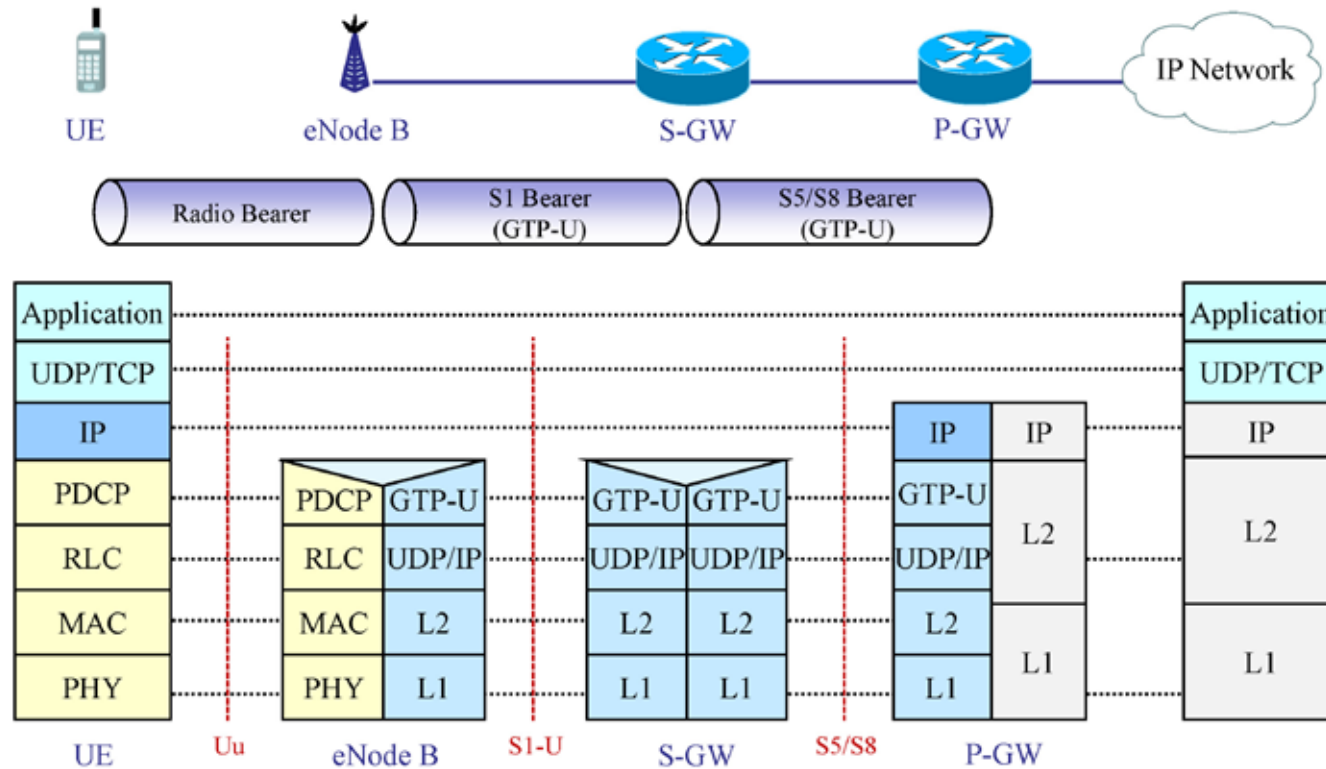 IP Network
UE
eNode B
S-GW
P-GW
Radio Bearer
S1 Bearer
(GTP-U)
S5/S8 Bearer
(GTP-U)
Application
Application
UDP/TCP
UDP/TCP
IP
IP
IP
IP
PDCP
PDCP
GTP-U
GTP-U
GTP-U
GTP-U
L2
L2
RLC
RLC
UDP/IP
UDP/IP
UDP/IP
UDP/IP
MAC
MAC
L2
L2
L2
L2
L1
L1
PHY
PHY
L1
L1
L1
L1
UE
Uu
eNode B
S1-U
S-GW
S5/S8
P-GW